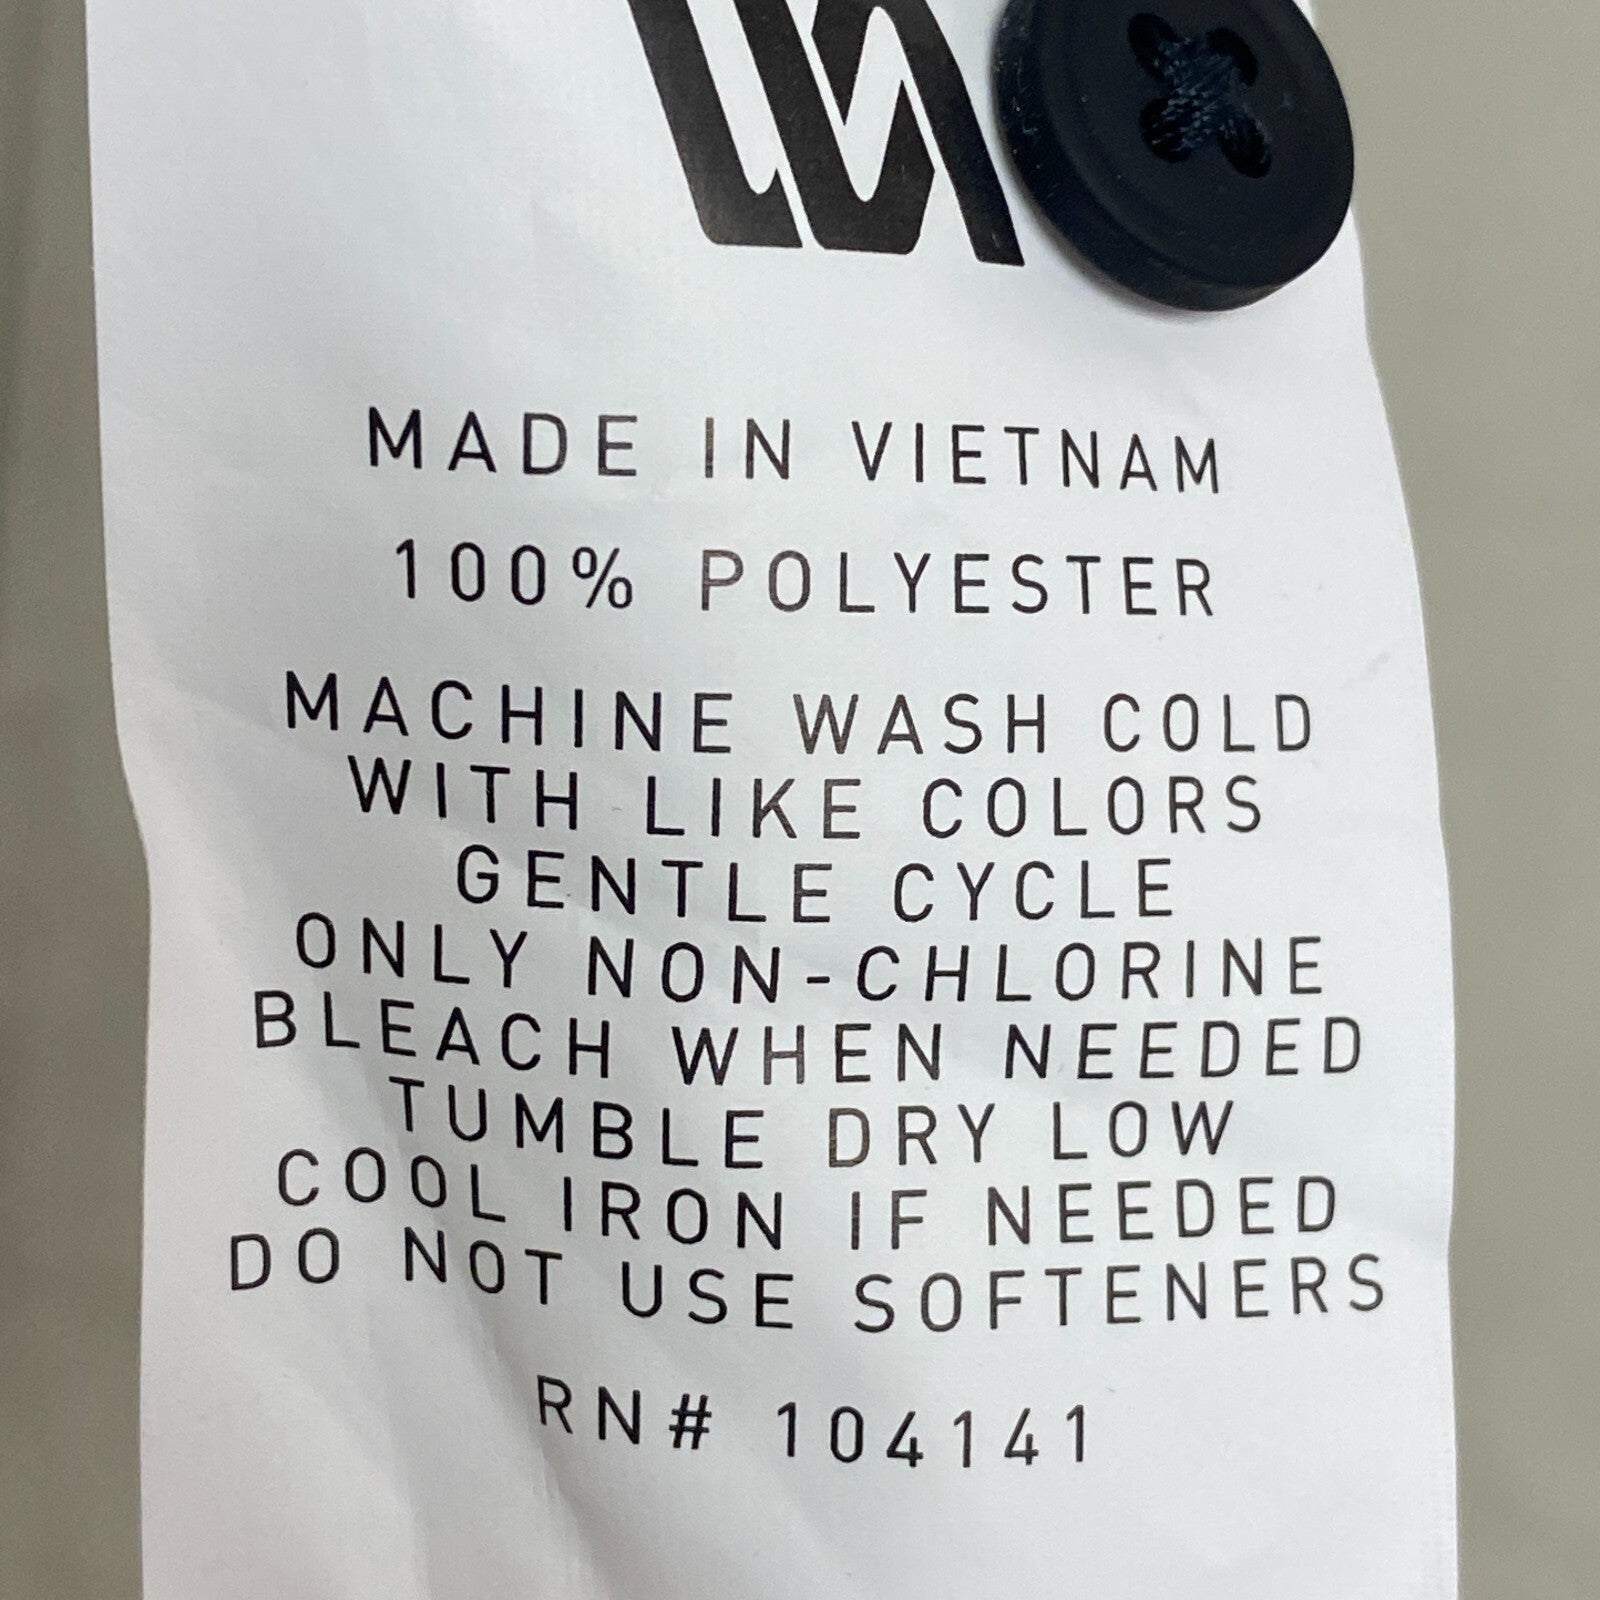 MADE IN VIETNAM
100% POLYESTER
MACHINE WASH COLD
WITH LIKE COLORS
GENTLE CYCLE
ONLY NON-CHLORINE
BLEACH WHEN NEEDED
TUMBLE DRY LOW
COOL IRON IF NEEDED
DO NOT USE SOFTENERS
RN# 104141